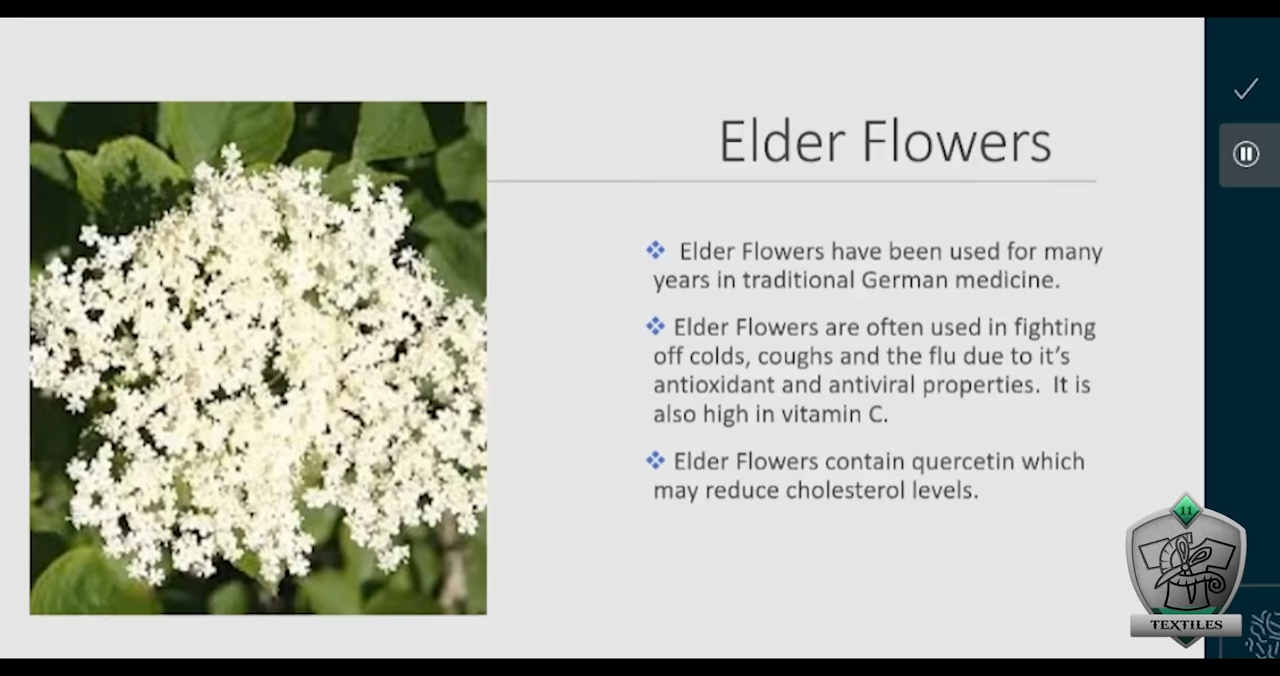 Elder Flowers
❖ Elder Flowers have been used for many
years in traditional German medicine.
❖ Elder Flowers are often used in fighting
off colds, coughs and the flu due to it's
antioxidant and antiviral properties. It is
also high in vitamin C.
❖ Elder Flowers contain quercetin which
may reduce cholesterol levels.
11
TEXTILES